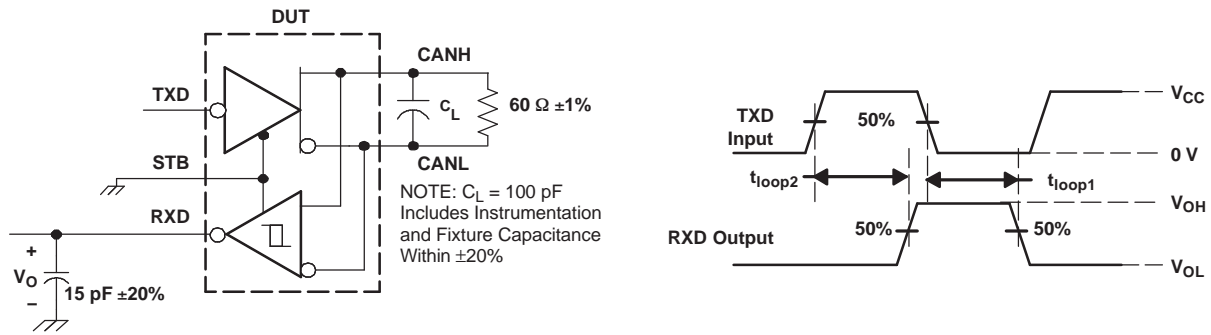 DUT
CANH
TXD
C_L
60 Ω ±1%
STB
CANL
RXD
NOTE: C_L = 100 pF
Includes Instrumentation
and Fixture Capacitance
Within ±20%
+
V_O
15 pF ±20%
−
TXD
Input
50%
V_CC
0 V
t_loop2
t_loop1
RXD Output
50%
50%
V_OH
V_OL